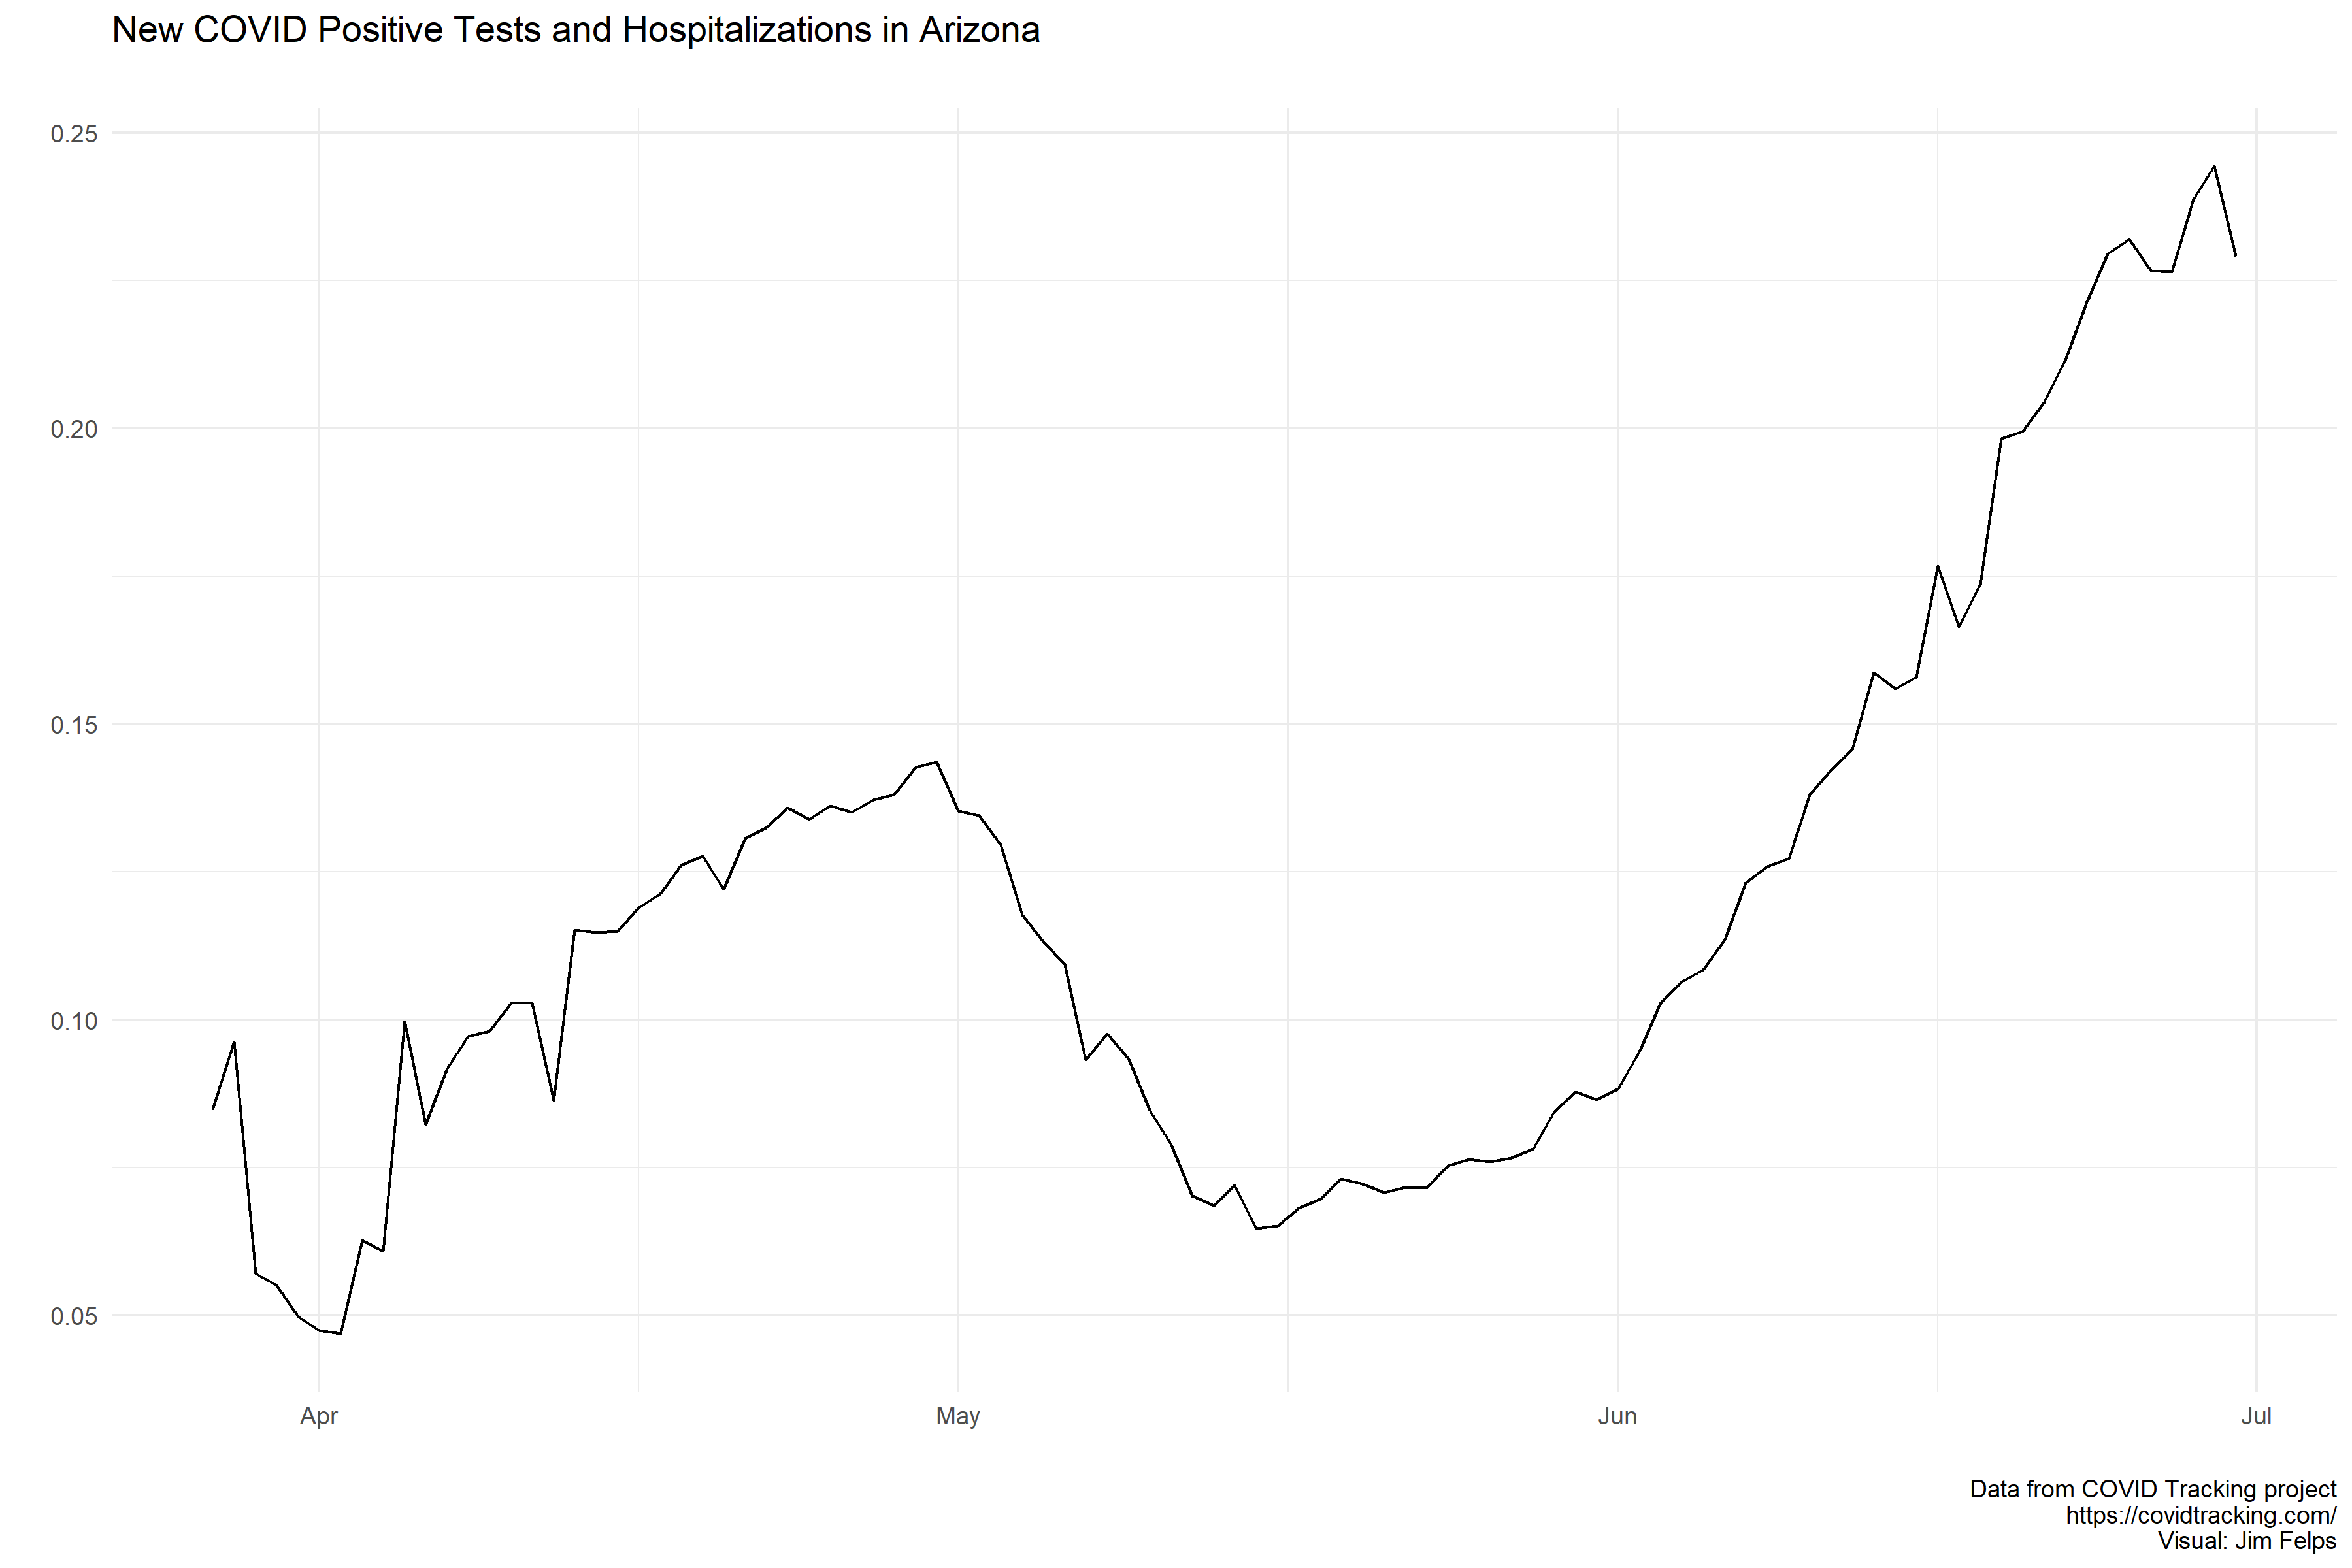 New COVID Positive Tests and Hospitalizations in Arizona
0.25
0.20
0.15
0.10
0.05
Apr May Jun Jul
Data from COVID Tracking project
https://covidtracking.com/
Visual: Jim Felps